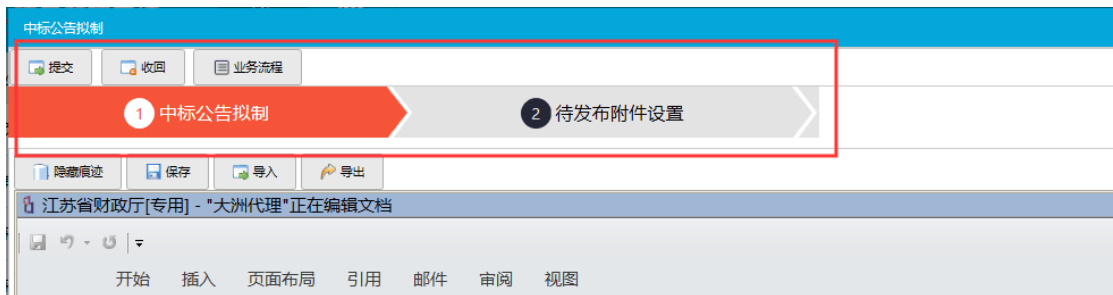 中标公告拟制
提交 收回 业务流程
1 中标公告拟制 2 待发布附件设置
隐藏痕迹 保存 导入 导出
江苏省财政厅[专用] - "大洲代理"正在编辑文档
开始 插入 页面布局 引用 邮件 审阅 视图